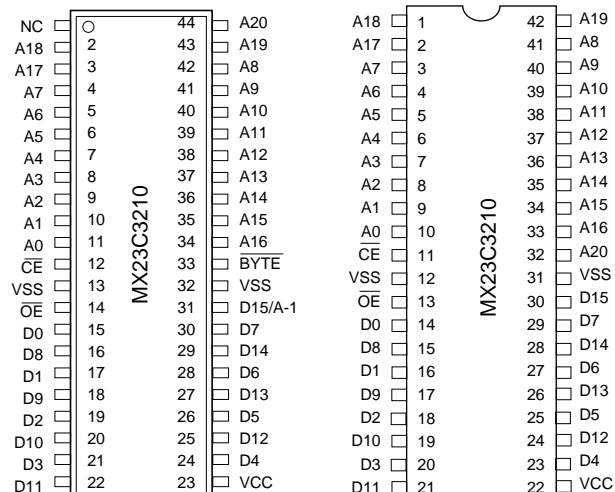 NC 44 A20
A18 2 43 A19
A17 3 42 A8
A7 4 41 A9
A6 5 40 A10
A5 6 39 A11
A4 7 38 A12
A3 8 37 A13
A2 9 36 A14
A1 10 35 A15
A0 11 34 A16
CE 12 33 BYTE
VSS 13 32 VSS
OE 14 31 D15/A-1
D0 15 30 D7
D8 16 29 D14
D1 17 28 D6
D9 18 27 D13
D2 19 26 D5
D10 20 25 D12
D3 21 24 D4
D11 22 23 VCC
MX23C3210
A18 1 42 A19
A17 2 41 A8
A7 3 40 A9
A6 4 39 A10
A5 5 38 A11
A4 6 37 A12
A3 7 36 A13
A2 8 35 A14
A1 9 34 A15
A0 10 33 A16
CE 11 32 A20
VSS 12 31 VSS
OE 13 30 D15
D0 14 29 D7
D8 15 28 D14
D1 16 27 D6
D9 17 26 D13
D2 18 25 D5
D10 19 24 D12
D3 20 23 D4
D11 21 22 VCC
MX23C3210